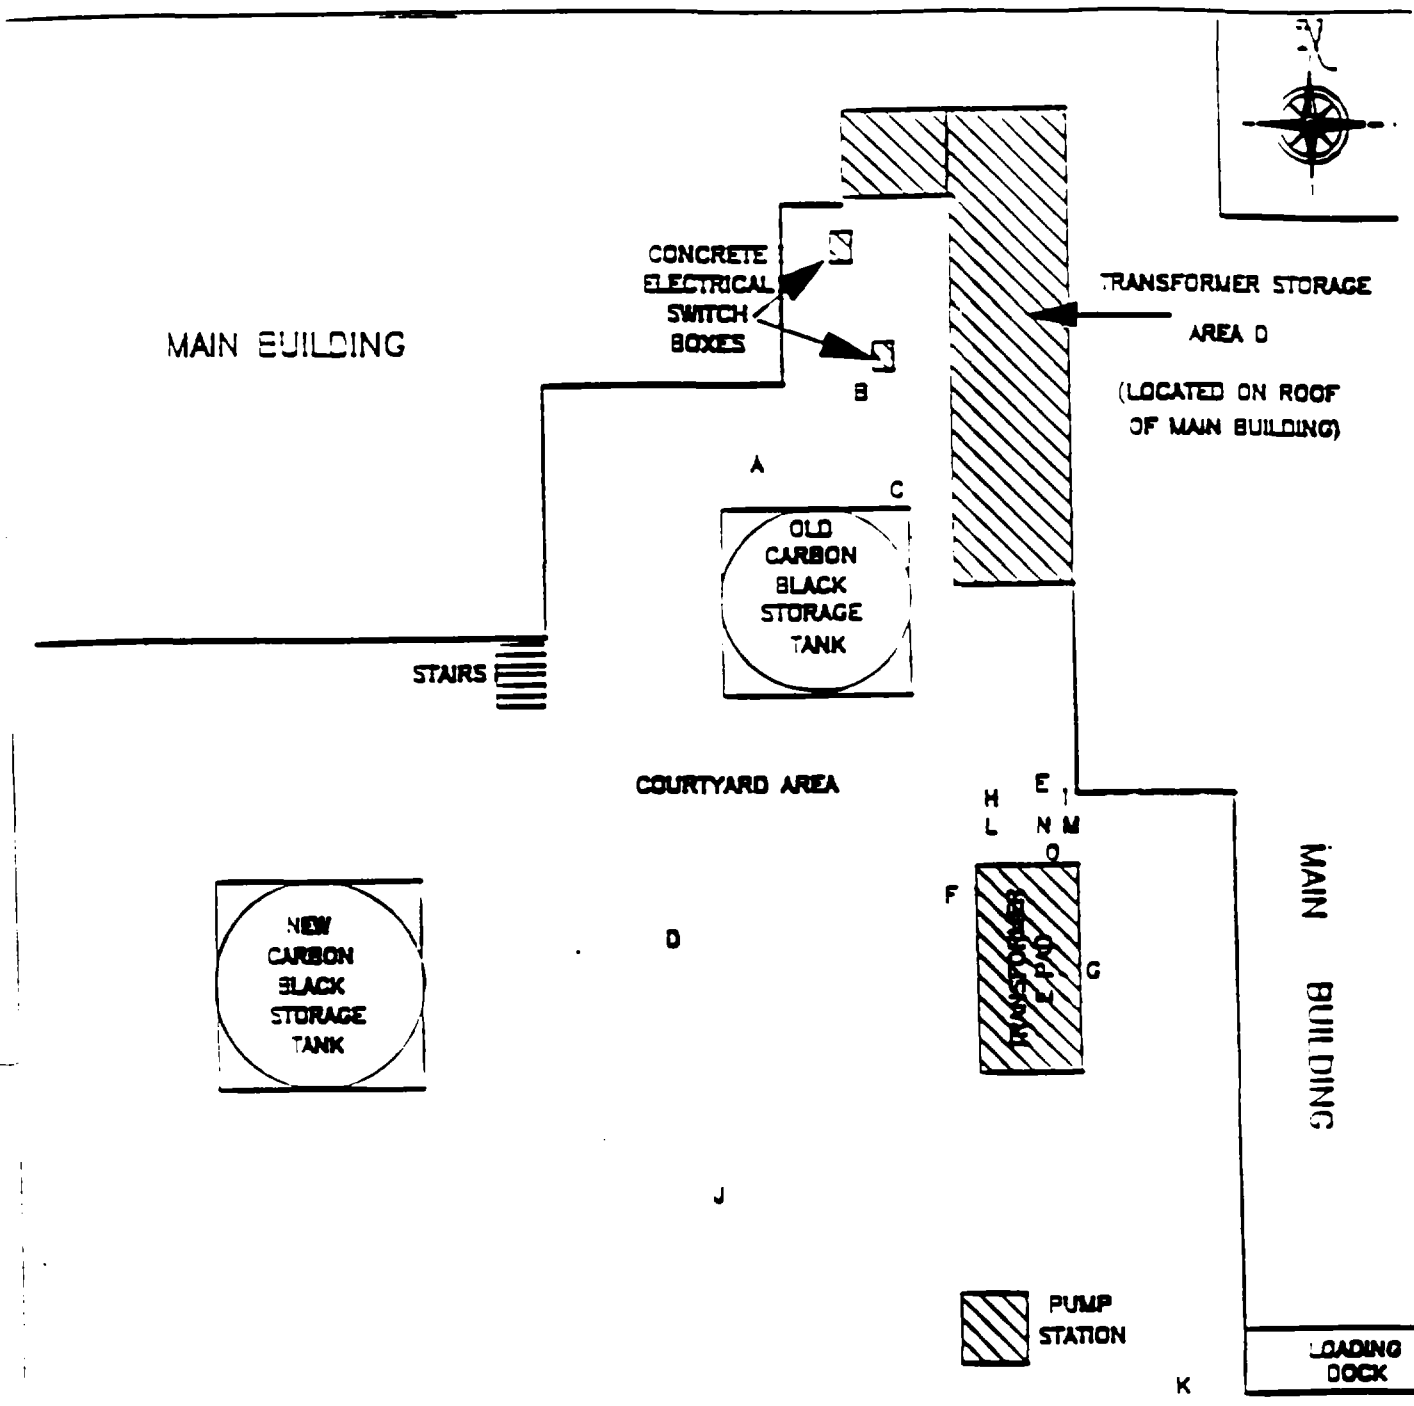 N
CONCRETE
ELECTRICAL
SWITCH
BOXES
TRANSFORMER STORAGE
AREA D
(LOCATED ON ROOF
OF MAIN BUILDING)
MAIN BUILDING
B
A
C
OLD
CARBON
BLACK
STORAGE
TANK
STAIRS
COURTYARD AREA
E
H I
L N M
O
F
TRANSFORMER
E PAD
G
D
NEW
CARBON
BLACK
STORAGE
TANK
MAIN BUILDING
J
PUMP
STATION
LOADING
DOCK
K